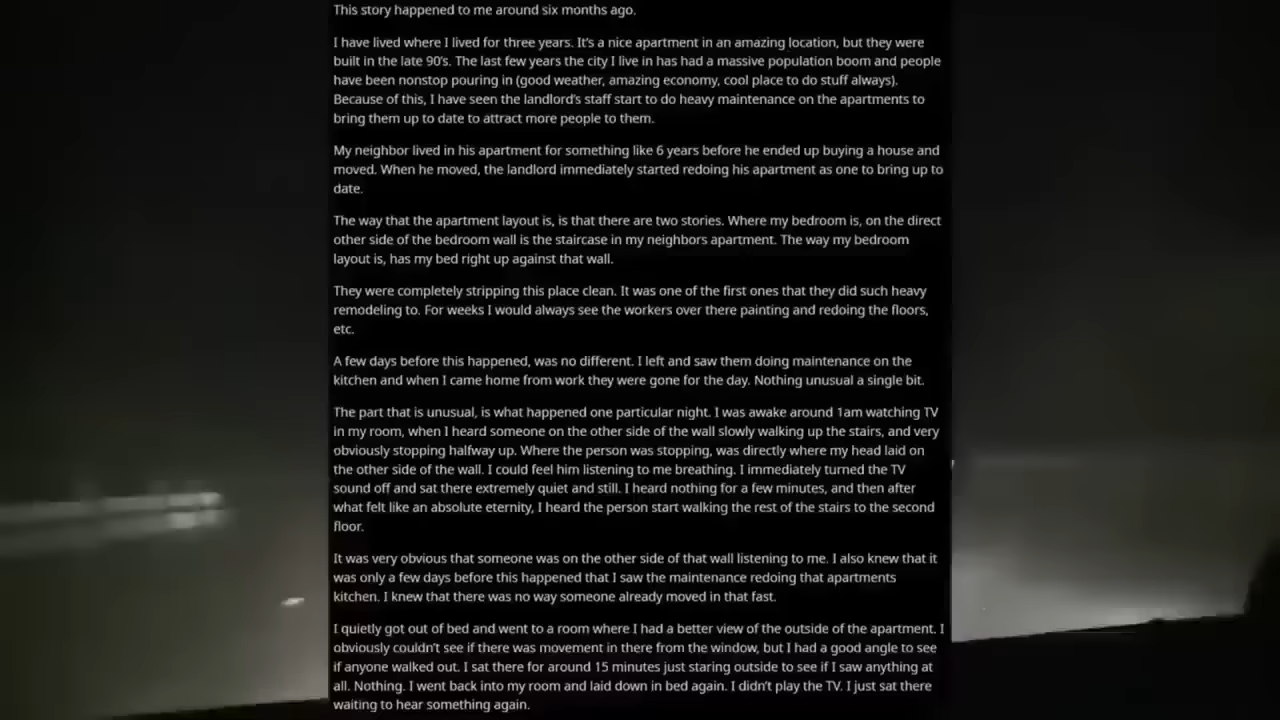 This story happened to me around six months ago.
I have lived where I lived for three years. It's a nice apartment in an amazing location, but they were
built in the late 90's. The last few years the city I live in has had a massive population boom and people
have been nonstop pouring in (good weather, amazing economy, cool place to do stuff always).
Because of this, I have seen the landlord's staff start to do heavy maintenance on the apartments to
bring them up to date to attract more people to them.
My neighbor lived in his apartment for something like 6 years before he ended up buying a house and
moved. When he moved, the landlord immediately started redoing his apartment as one to bring up to
date.
The way that the apartment layout is, is that there are two stories. Where my bedroom is, on the direct
other side of the bedroom wall is the staircase in my neighbors apartment. The way my bedroom
layout is, has my bed right up against that wall.
They were completely stripping this place clean. It was one of the first ones that they did such heavy
remodeling to. For weeks I would always see the workers over there painting and redoing the floors,
etc.
A few days before this happened, was no different. I left and saw them doing maintenance on the
kitchen and when I came home from work they were gone for the day. Nothing unusual a single bit.
The part that is unusual, is what happened one particular night. I was awake around 1am watching TV
in my room, when I heard someone on the other side of the wall slowly walking up the stairs, and very
obviously stopping halfway up. Where the person was stopping, was directly where my head laid on
the other side of the wall. I could feel him listening to me breathing. I immediately turned the TV
sound off and sat there extremely quiet and still. I heard nothing for a few minutes, and then after
what felt like an absolute eternity, I heard the person start walking the rest of the stairs to the second
floor.
It was very obvious that someone was on the other side of that wall listening to me. I also knew that it
was only a few days before this happened that I saw the maintenance redoing that apartments
kitchen. I knew that there was no way someone already moved in that fast.
I quietly got out of bed and went to a room where I had a better view of the outside of the apartment. I
obviously couldn't see if there was movement in there from the window, but I had a good angle to see
if anyone walked out. I sat there for around 15 minutes just staring outside to see if I saw anything at
all. Nothing. I went back into my room and laid down in bed again. I didn't play the TV. I just sat there
waiting to hear something again.